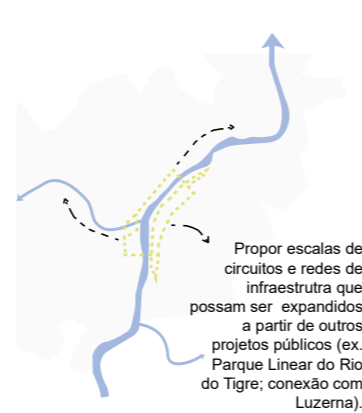 Propor escalas de
circuitos e redes de
infraestrutra que
possam ser expandidos
a partir de outros
projetos públicos (ex.
Parque Linear do Rio
do Tigre; conexão com
Luzerna).